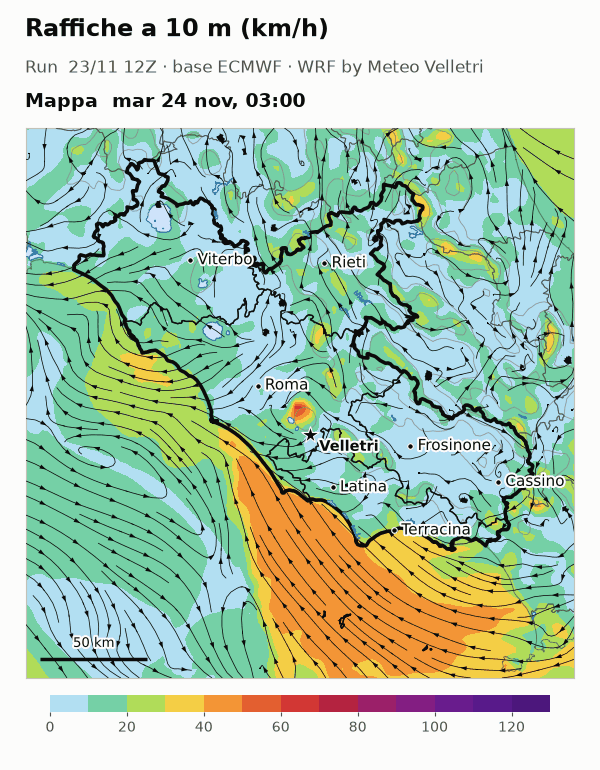 Raffiche a 10 m (km/h)
Run  23/11 12Z · base ECMWF · WRF by Meteo Velletri
Mappa  mar 24 nov, 03:00
Viterbo
Rieti
Roma
Velletri
Frosinone
Cassino
Latina
Terracina
50 km
0 20 40 60 80 100 120